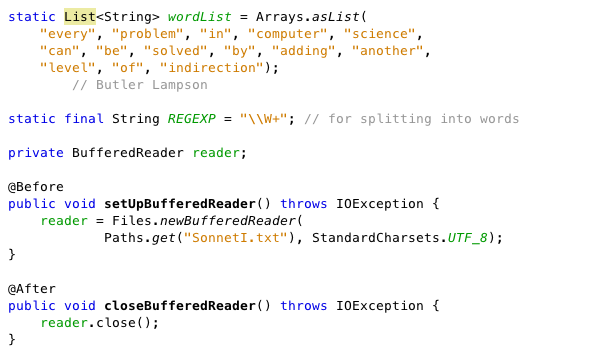 static List<String> wordList = Arrays.asList(
    "every", "problem", "in", "computer", "science",
    "can", "be", "solved", "by", "adding", "another",
    "level", "of", "indirection");
        // Butler Lampson

static final String REGEXP = "\\W+"; // for splitting into words

private BufferedReader reader;

@Before
public void setUpBufferedReader() throws IOException {
    reader = Files.newBufferedReader(
            Paths.get("SonnetI.txt"), StandardCharsets.UTF_8);
}

@After
public void closeBufferedReader() throws IOException {
    reader.close();
}